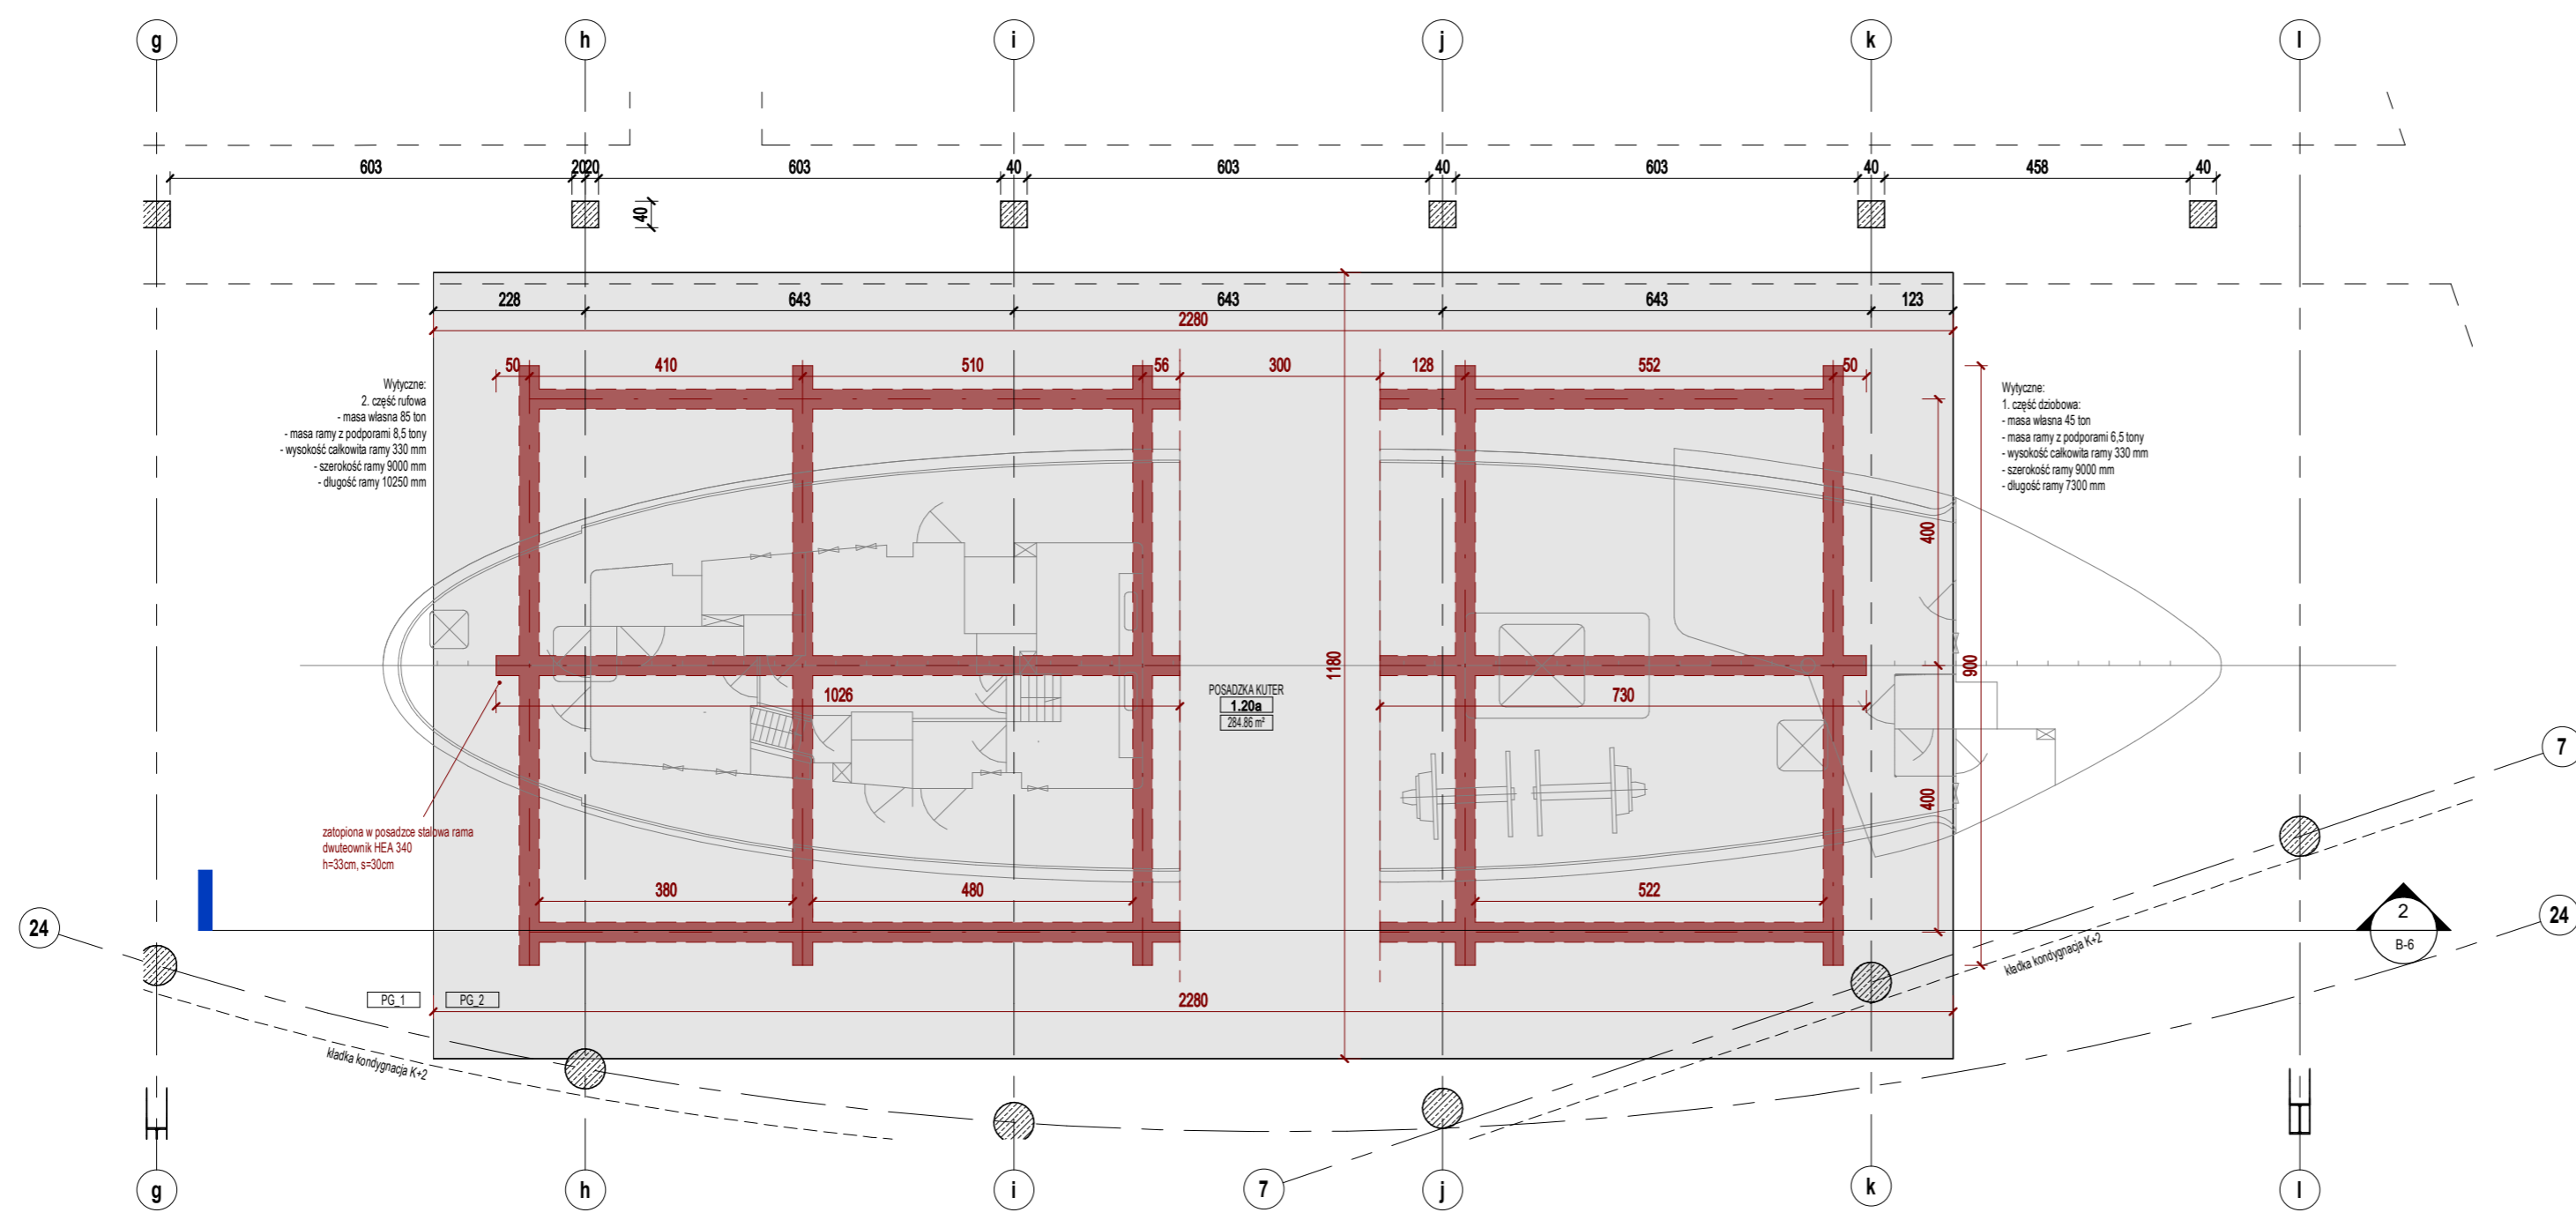 g h i j k l
603 20 20 603 40 603 40 603 40 458 40
40
228 643 643 643 123
2280
50 410 510 56 300 128 552 50
Wytyczne:
2. część rufowa
- masa własna 85 ton
- masa ramy z podporami 8,5 tony
- wysokość całkowita ramy 330 mm
- szerokość ramy 9000 mm
- długość ramy 10250 mm
Wytyczne:
1. część dziobowa:
- masa własna 45 ton
- masa ramy z podporami 6,5 tony
- wysokość całkowita ramy 330 mm
- szerokość ramy 9000 mm
- długość ramy 7300 mm
400
1180
900
POSADZKA KUTER
1.20a
284.86 m²
1026
730
7
400
zatopiona w posadzce stalowa rama
dwuteownik HEA 340
h=33cm, s=30cm
380 480 522
24
2
B-6
24
kładka kondygnacja K+2
PG_1 PG_2
2280
kładka kondygnacja K+2
g h i 7 j k l